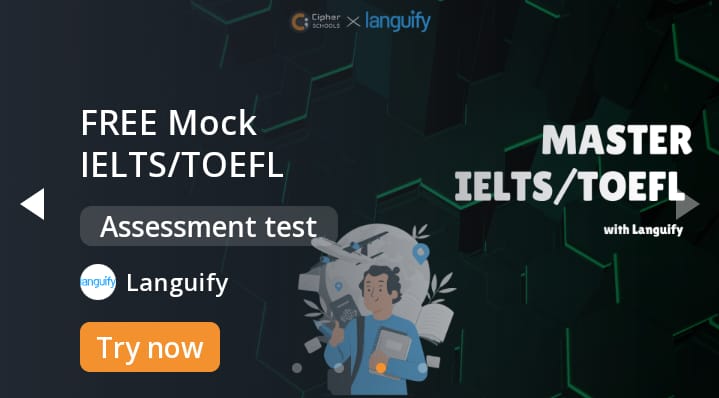 Cipher
SCHOOLS
languify
FREE Mock
IELTS/TOEFL
Assessment test
languify
Languify
Try now
MASTER
IELTS/TOEFL
with Languify